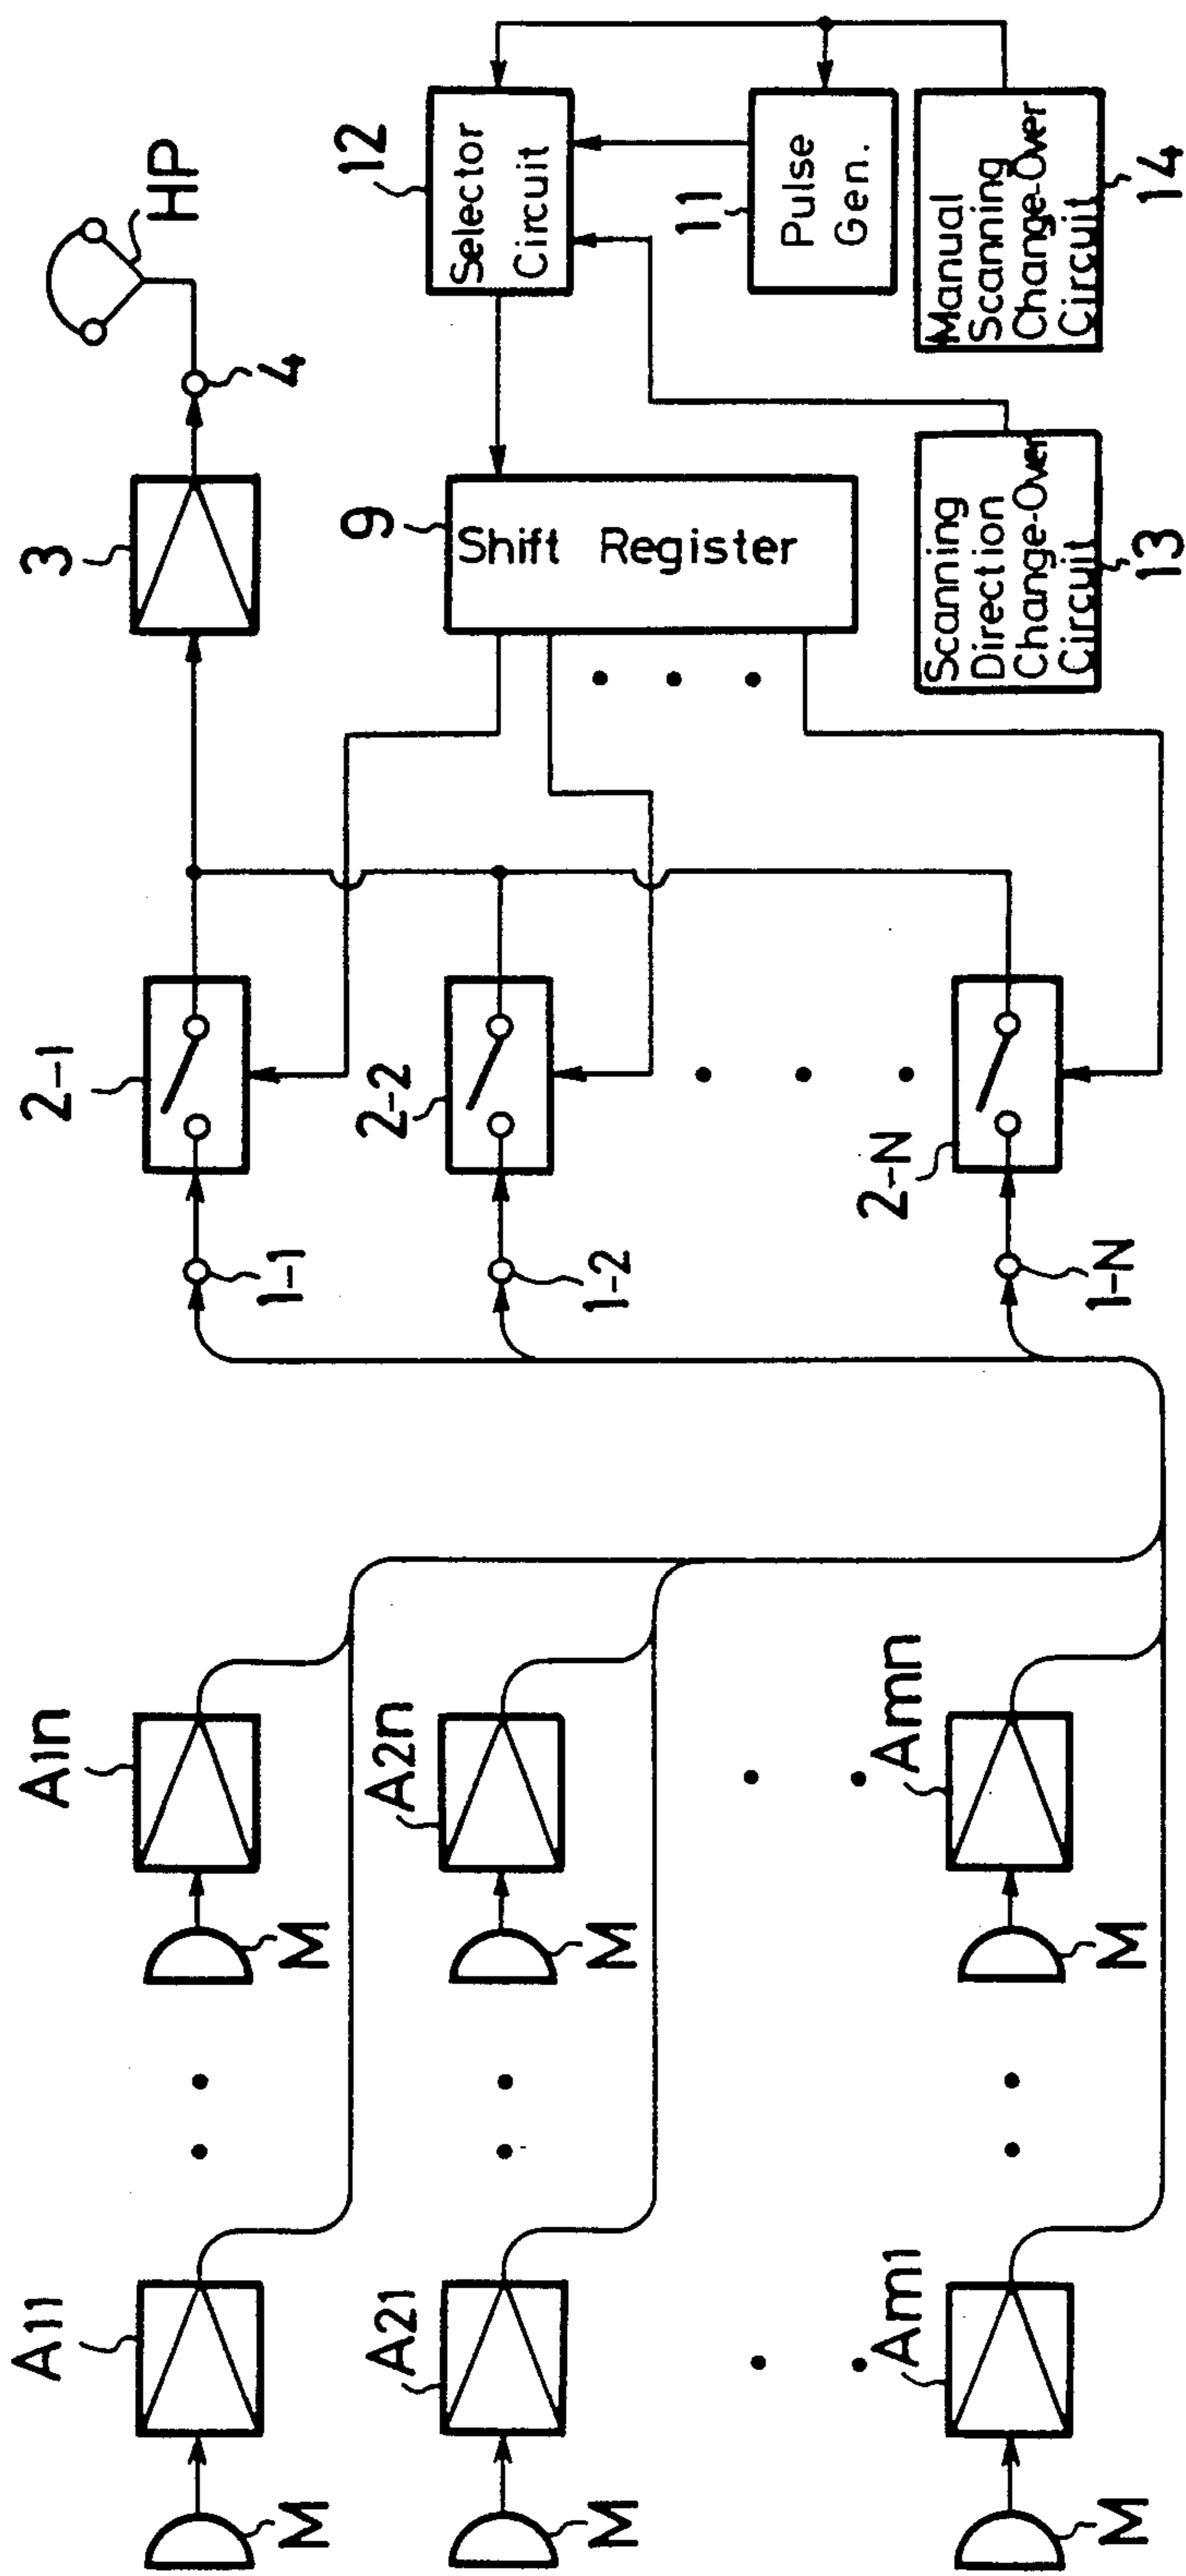 A11
A1n
2-1
3
HP
M
M
1-1
4
A21
A2n
2-2
9
12
Shift Register
Selector
Circuit
M
M
1-2
11
Pulse
Gen.
Am1
Amn
2-N
Scanning
Direction
Change-Over
Circuit
Manual
Scanning
Change-Over
Circuit
M
M
1-N
13
14